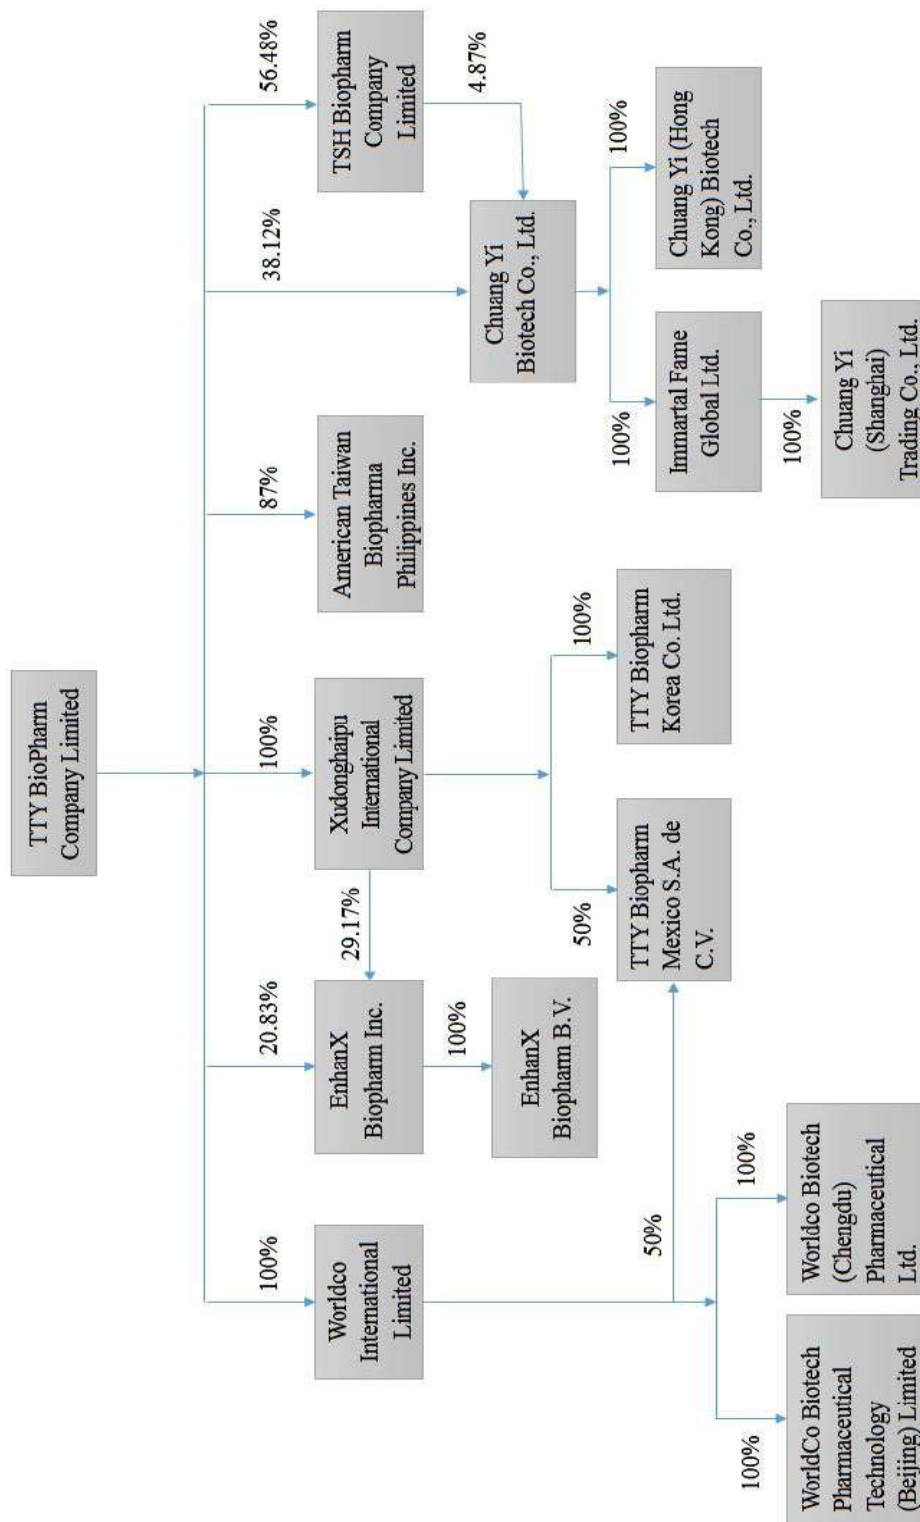 TTY BioPharm
Company Limited
100%
20.83%
100%
87%
38.12%
56.48%
Worldco
International
Limited
EnhanX
Biopharm Inc.
29.17%
Xudonghaipu
International
Company Limited
American Taiwan
Biopharma
Philippines Inc.
TSH Biopharm
Company
Limited
100%
4.87%
EnhanX
Biopharm B.V.
Chuang Yi
Biotech Co., Ltd.
50%
50%
100%
100%
100%
TTY Biopharm
Mexico S.A. de
C.V.
TTY Biopharm
Korea Co. Ltd.
Immartal Fame
Global Ltd.
Chuang Yi (Hong
Kong) Biotech
Co., Ltd.
100%
100%
100%
WorldCo Biotech
Pharmaceutical
Technology
(Beijing) Limited
Worldco Biotech
(Chengdu)
Pharmaceutical
Ltd.
Chuang Yi
(Shanghai)
Trading Co., Ltd.